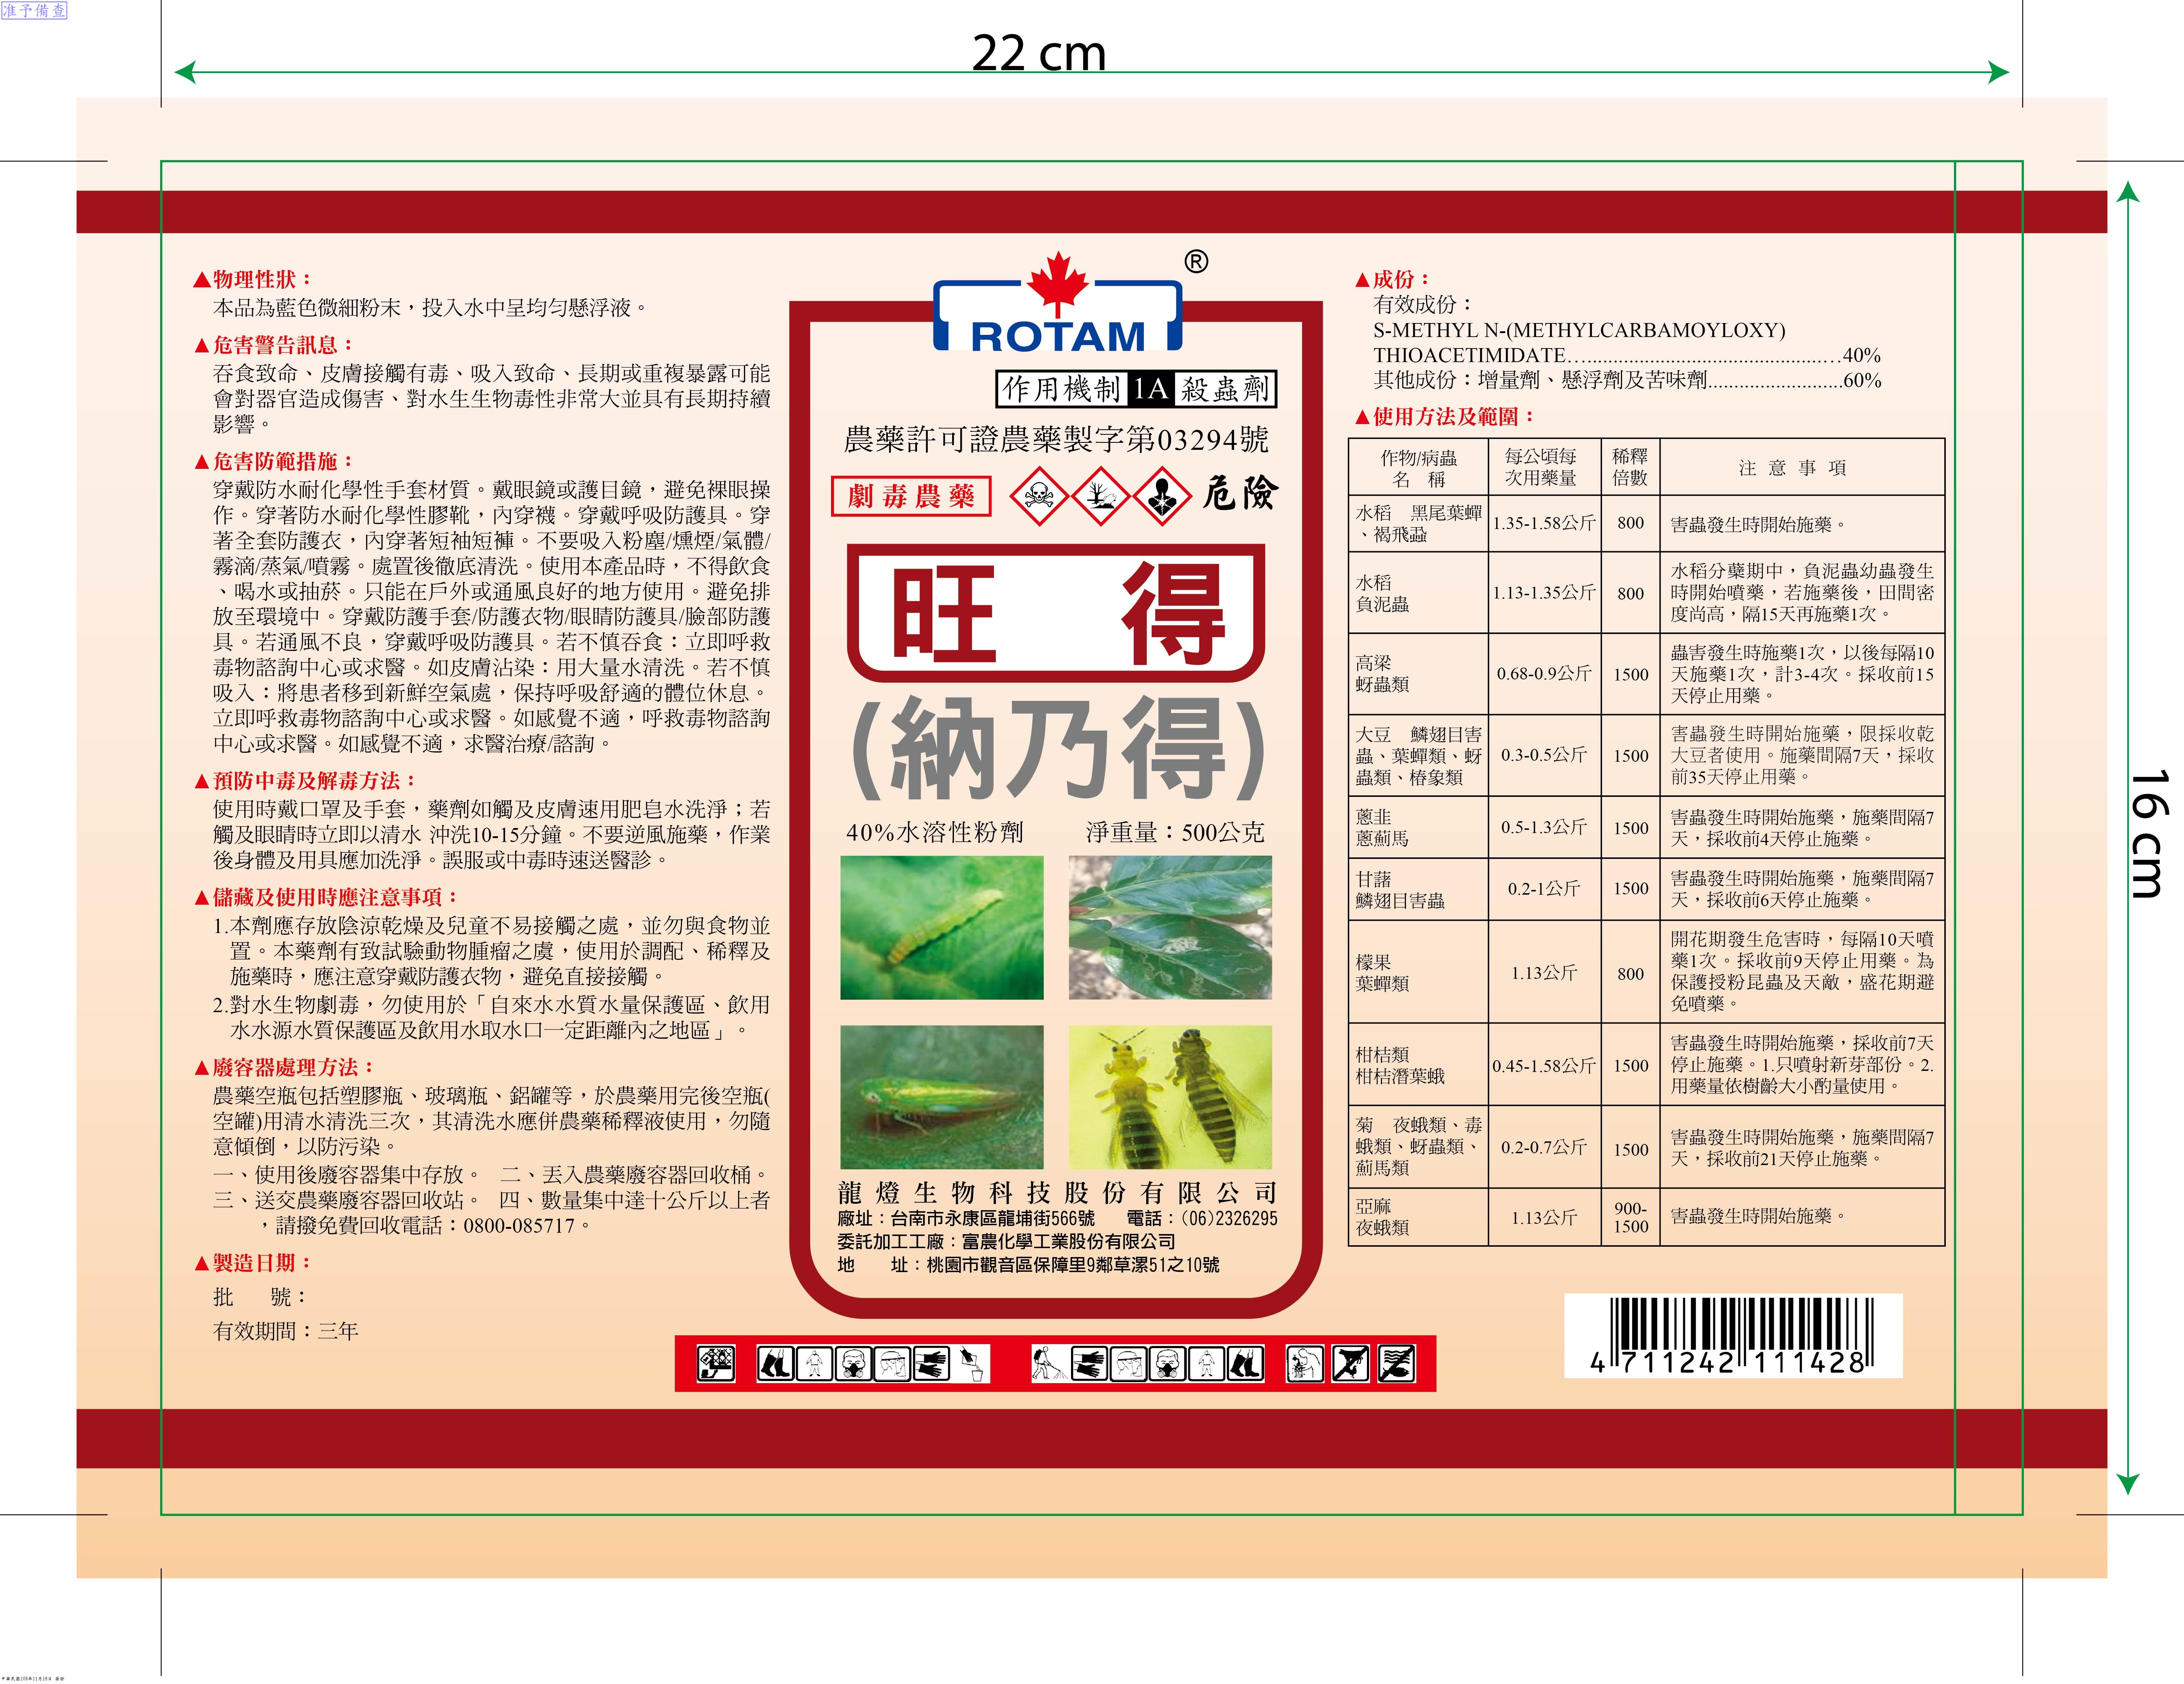 准予備查
22 cm
16 cm
▲物理性狀：
本品為藍色微細粉末，投入水中呈均勻懸浮液。
▲危害警告訊息：
吞食致命、皮膚接觸有毒、吸入致命、長期或重複暴露可能
會對器官造成傷害、對水生生物毒性非常大並具有長期持續
影響。
▲危害防範措施：
穿戴防水耐化學性手套材質。戴眼鏡或護目鏡，避免裸眼操
作。穿著防水耐化學性膠靴，內穿襪。穿戴呼吸防護具。穿
著全套防護衣，內穿著短袖短褲。不要吸入粉塵/燻煙/氣體/
霧滴/蒸氣/噴霧。處置後徹底清洗。使用本產品時，不得飲食
、喝水或抽菸。只能在戶外或通風良好的地方使用。避免排
放至環境中。穿戴防護手套/防護衣物/眼睛防護具/臉部防護
具。若通風不良，穿戴呼吸防護具。若不慎吞食：立即呼救
毒物諮詢中心或求醫。如皮膚沾染：用大量水清洗。若不慎
吸入：將患者移到新鮮空氣處，保持呼吸舒適的體位休息。
立即呼救毒物諮詢中心或求醫。如感覺不適，呼救毒物諮詢
中心或求醫。如感覺不適，求醫治療/諮詢。
▲預防中毒及解毒方法：
使用時戴口罩及手套，藥劑如觸及皮膚速用肥皂水洗淨；若
觸及眼睛時立即以清水 沖洗10-15分鐘。不要逆風施藥，作業
後身體及用具應加洗淨。誤服或中毒時速送醫診。
▲儲藏及使用時應注意事項：
1.本劑應存放陰涼乾燥及兒童不易接觸之處，並勿與食物並
置。本藥劑有致試驗動物腫瘤之虞，使用於調配、稀釋及
施藥時，應注意穿戴防護衣物，避免直接接觸。
2.對水生物劇毒，勿使用於「自來水水質水量保護區、飲用
水水源水質保護區及飲用水取水口一定距離內之地區」。
▲廢容器處理方法：
農藥空瓶包括塑膠瓶、玻璃瓶、鋁罐等，於農藥用完後空瓶(
空罐)用清水清洗三次，其清洗水應併農藥稀釋液使用，勿隨
意傾倒，以防污染。
一、使用後廢容器集中存放。 二、丟入農藥廢容器回收桶。
三、送交農藥廢容器回收站。 四、數量集中達十公斤以上者
，請撥免費回收電話：0800-085717。
▲製造日期：
批 號：
有效期間：三年
®
ROTAM
作用機制 1A 殺蟲劑
農藥許可證農藥製字第03294號
劇毒農藥 危險
旺 得
(納乃得)
40%水溶性粉劑 淨重量：500公克
龍燈生物科技股份有限公司
廠址：台南市永康區龍埔街566號 電話：(06)2326295
委託加工工廠：富農化學工業股份有限公司
地 址：桃園市觀音區保障里9鄰草漯51之10號
▲成份：
有效成份：
S-METHYL N-(METHYLCARBAMOYLOXY)
THIOACETIMIDATE…................................................…40%
其他成份：增量劑、懸浮劑及苦味劑..........................60%
▲使用方法及範圍：
作物/病蟲 每公頃每 稀釋 注 意 事 項
名 稱 次用藥量 倍數
水稻 黑尾葉蟬
、褐飛蝨 1.35-1.58公斤 800 害蟲發生時開始施藥。
水稻
負泥蟲 1.13-1.35公斤 800 水稻分蘗期中，負泥蟲幼蟲發生
時開始噴藥，若施藥後，田間密
度尚高，隔15天再施藥1次。
高梁
蚜蟲類 0.68-0.9公斤 1500 蟲害發生時施藥1次，以後每隔10
天施藥1次，計3-4次。採收前15
天停止用藥。
大豆 鱗翅目害
蟲、葉蟬類、蚜
蟲類、椿象類 0.3-0.5公斤 1500 害蟲發生時開始施藥，限採收乾
大豆者使用。施藥間隔7天，採收
前35天停止用藥。
蔥韭
蔥薊馬 0.5-1.3公斤 1500 害蟲發生時開始施藥，施藥間隔7
天，採收前4天停止施藥。
甘藷
鱗翅目害蟲 0.2-1公斤 1500 害蟲發生時開始施藥，施藥間隔7
天，採收前6天停止施藥。
檬果
葉蟬類 1.13公斤 800 開花期發生危害時，每隔10天噴
藥1次。採收前9天停止用藥。為
保護授粉昆蟲及天敵，盛花期避
免噴藥。
柑桔類
柑桔潛葉蛾 0.45-1.58公斤 1500 害蟲發生時開始施藥，採收前7天
停止施藥。1.只噴射新芽部份。2.
用藥量依樹齡大小酌量使用。
菊 夜蛾類、毒
蛾類、蚜蟲類、
薊馬類 0.2-0.7公斤 1500 害蟲發生時開始施藥，施藥間隔7
天，採收前21天停止施藥。
亞麻
夜蛾類 1.13公斤 900-
1500 害蟲發生時開始施藥。
4 711242 111428